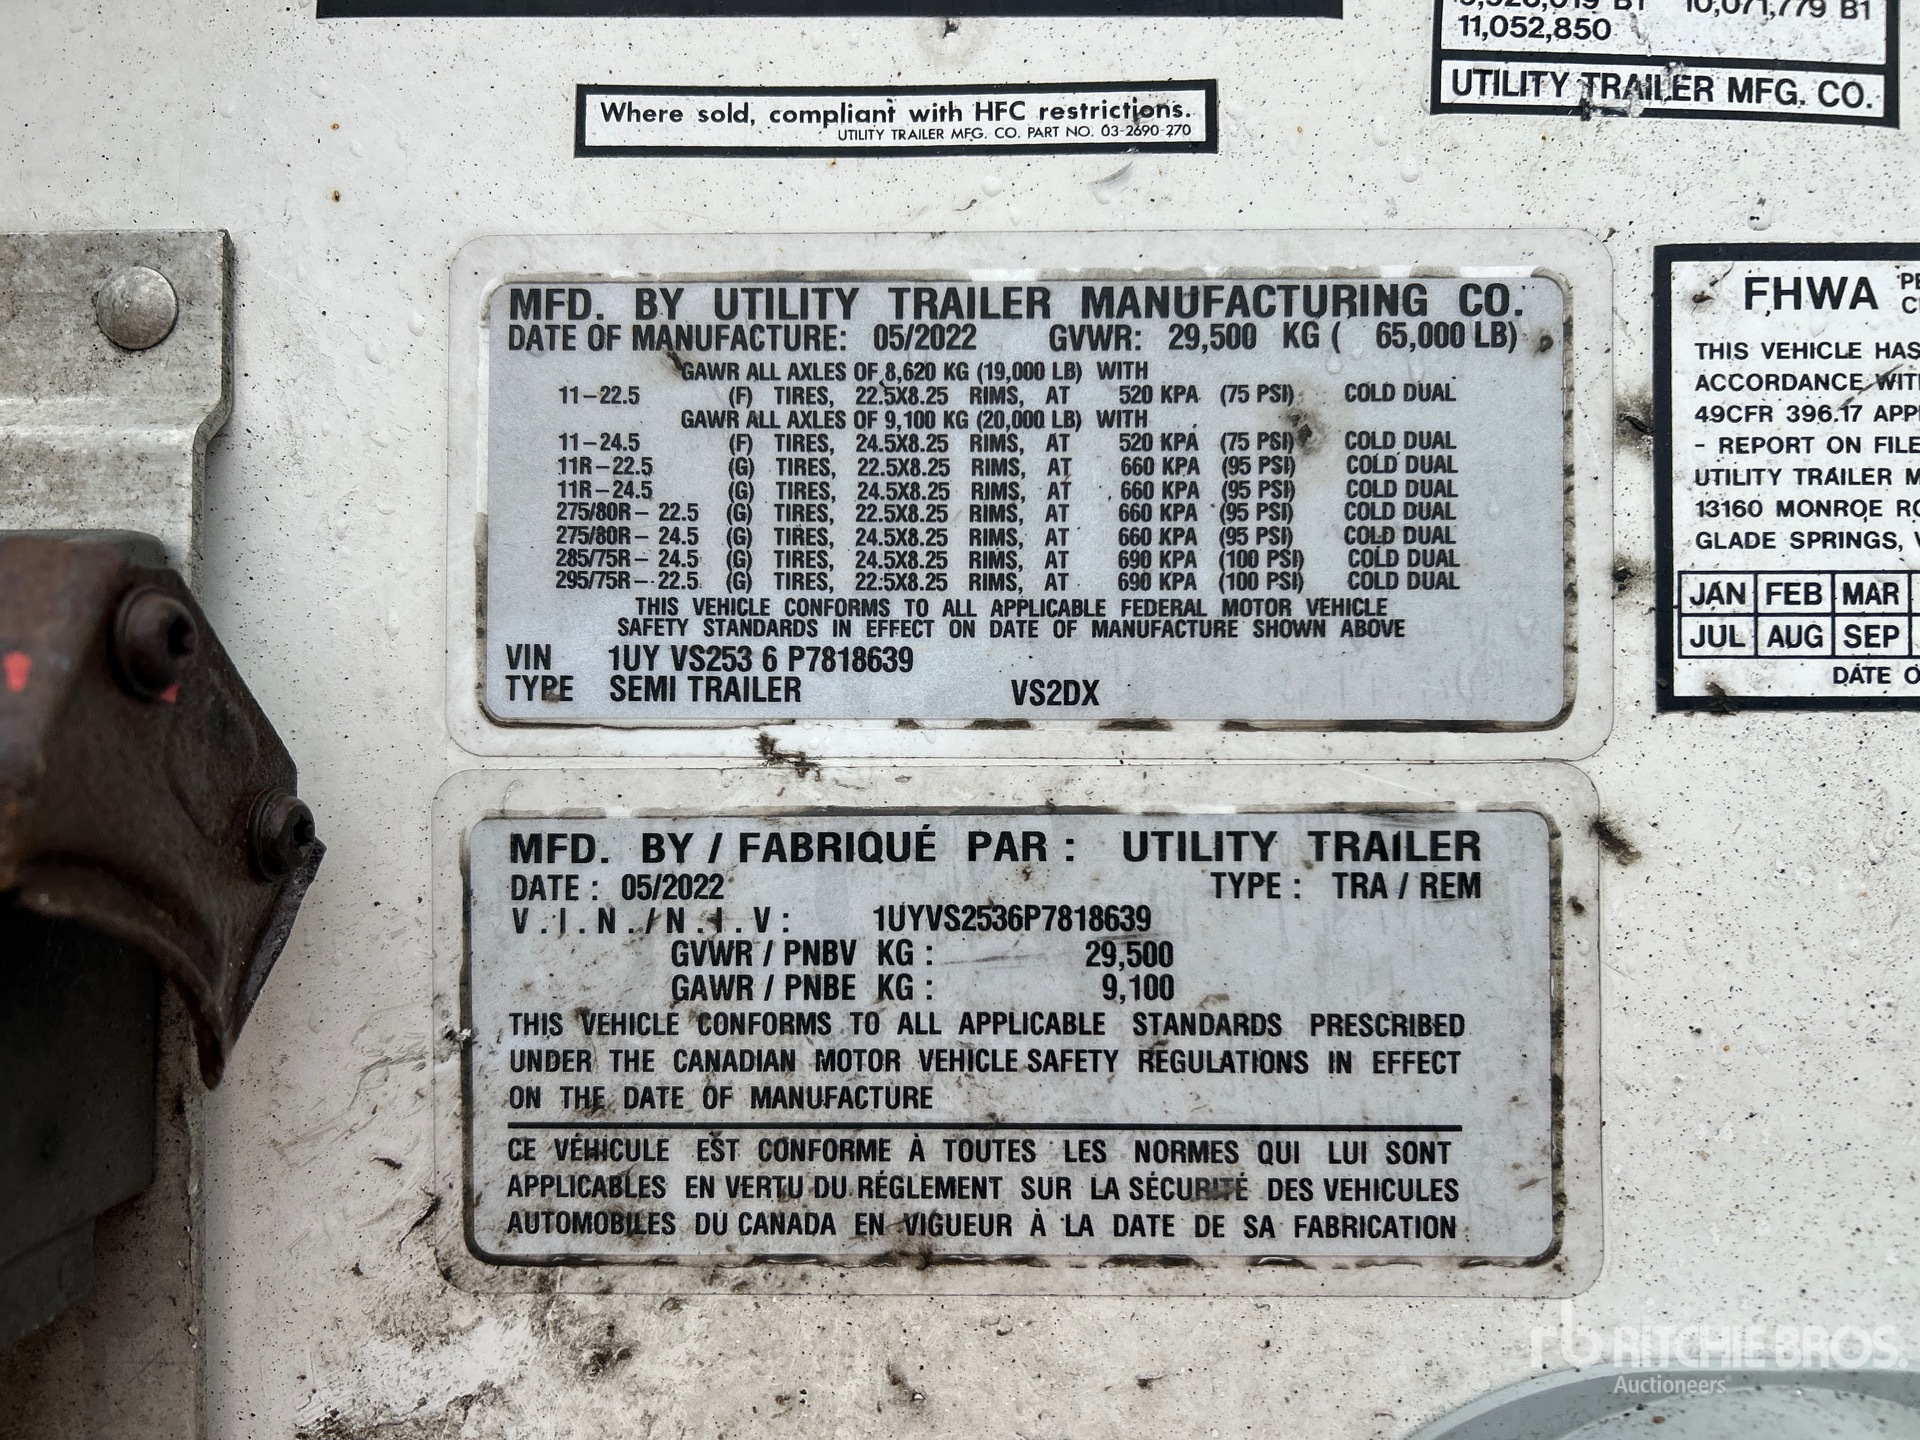 11,052,850
UTILITY TRAILER MFG. CO.
Where sold, compliant with HFC restrictions.
UTILITY TRAILER MFG. CO. PART NO. 03-2690-270
MFD. BY UTILITY TRAILER MANUFACTURING CO.
DATE OF MANUFACTURE: 05/2022 GVWR: 29,500 KG ( 65,000 LB)
GAWR ALL AXLES OF 8,620 KG (19,000 LB) WITH
11-22.5 (F) TIRES, 22.5X8.25 RIMS, AT 520 KPA (75 PSI) COLD DUAL
GAWR ALL AXLES OF 9,100 KG (20,000 LB) WITH
11-24.5 (F) TIRES, 24.5X8.25 RIMS, AT 520 KPA (75 PSI) COLD DUAL
11R-22.5 (G) TIRES, 22.5X8.25 RIMS, AT 660 KPA (95 PSI) COLD DUAL
11R-24.5 (G) TIRES, 24.5X8.25 RIMS, AT 660 KPA (95 PSI) COLD DUAL
275/80R-22.5 (G) TIRES, 22.5X8.25 RIMS, AT 660 KPA (95 PSI) COLD DUAL
275/80R-24.5 (G) TIRES, 24.5X8.25 RIMS, AT 660 KPA (95 PSI) COLD DUAL
285/75R-24.5 (G) TIRES, 24.5X8.25 RIMS, AT 690 KPA (100 PSI) COLD DUAL
295/75R-22.5 (G) TIRES, 22.5X8.25 RIMS, AT 690 KPA (100 PSI) COLD DUAL
THIS VEHICLE CONFORMS TO ALL APPLICABLE FEDERAL MOTOR VEHICLE
SAFETY STANDARDS IN EFFECT ON DATE OF MANUFACTURE SHOWN ABOVE
VIN 1UY VS253 6 P7818639
TYPE SEMI TRAILER VS2DX
FHWA
THIS VEHICLE HAS
ACCORDANCE WITH
49CFR 396.17
- REPORT ON FILE
UTILITY TRAILER
13160 MONROE
GLADE SPRINGS,
JAN FEB MAR
JUL AUG SEP
DATE
MFD. BY / FABRIQUÉ PAR : UTILITY TRAILER
DATE : 05/2022 TYPE : TRA / REM
V.I.N./N.I.V: 1UYVS2536P7818639
GVWR / PNBV KG : 29,500
GAWR / PNBE KG : 9,100
THIS VEHICLE CONFORMS TO ALL APPLICABLE STANDARDS PRESCRIBED
UNDER THE CANADIAN MOTOR VEHICLE SAFETY REGULATIONS IN EFFECT
ON THE DATE OF MANUFACTURE
CE VÉHICULE EST CONFORME À TOUTES LES NORMES QUI LUI SONT
APPLICABLES EN VERTU DU RÉGLEMENT SUR LA SÉCURITÉ DES VEHICULES
AUTOMOBILES DU CANADA EN VIGUEUR À LA DATE DE SA FABRICATION
rb RITCHIE BROS.
Auctioneers